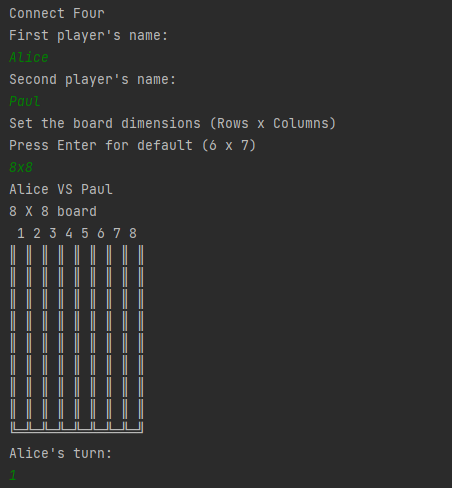 Connect Four
First player's name:
Alice
Second player's name:
Paul
Set the board dimensions (Rows x Columns)
Press Enter for default (6 x 7)
8x8
Alice VS Paul
8 X 8 board
1 2 3 4 5 6 7 8
║ ║ ║ ║ ║ ║ ║ ║ ║
║ ║ ║ ║ ║ ║ ║ ║ ║
║ ║ ║ ║ ║ ║ ║ ║ ║
║ ║ ║ ║ ║ ║ ║ ║ ║
║ ║ ║ ║ ║ ║ ║ ║ ║
║ ║ ║ ║ ║ ║ ║ ║ ║
║ ║ ║ ║ ║ ║ ║ ║ ║
║ ║ ║ ║ ║ ║ ║ ║ ║
╚═╩═╩═╩═╩═╩═╩═╩═╝
Alice's turn:
1